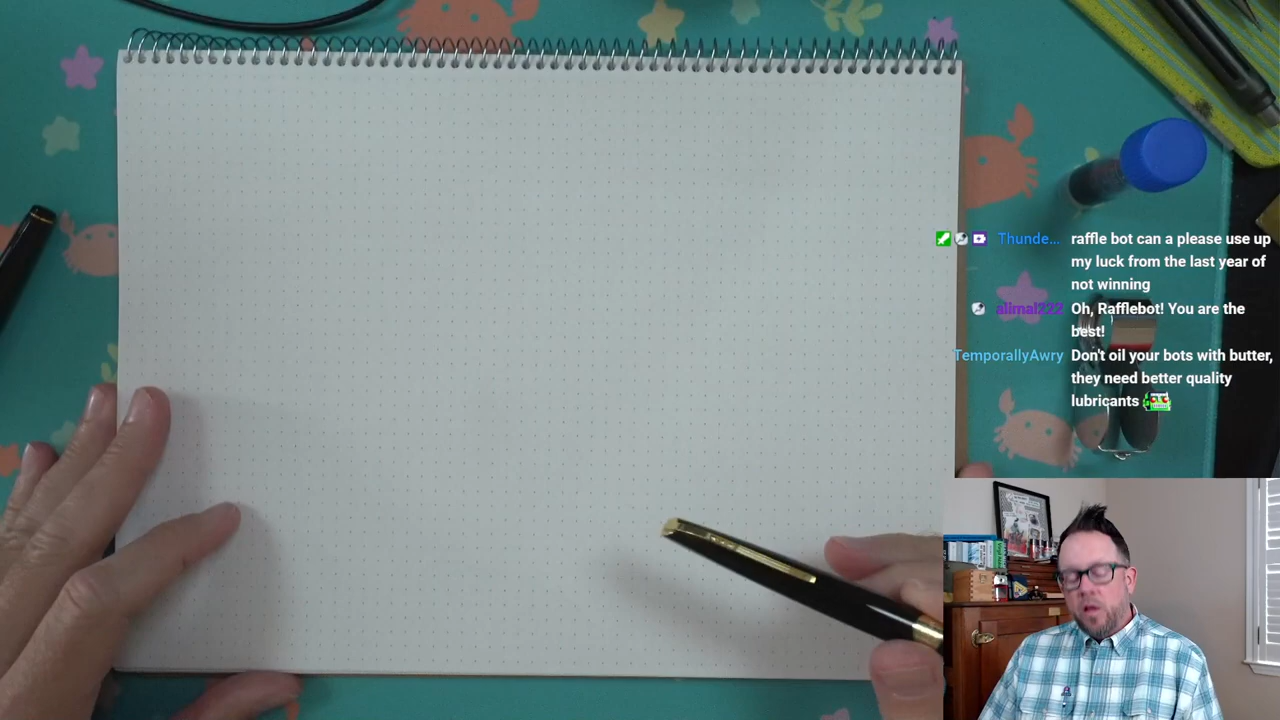 Thunde... raffle bot can a please use up
my luck from the last year of
not winning
alimal222 Oh, Rafflebot! You are the
best!
TemporallyAwry Don't oil your bots with butter,
they need better quality
lubricants